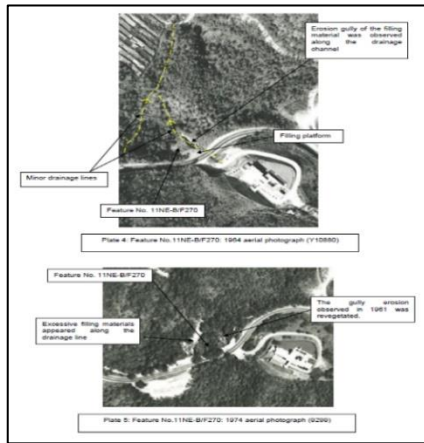 Erosion gully of the filling
material was observed
along the drainage
channel
Filling platform
Minor drainage lines
Feature No. 11NE-B/F270
Plate 4: Feature No.11NE-B/F270: 1964 aerial photograph (Y10880)
Feature No. 11NE-B/F270
The gully erosion
observed in 1961 was
revegetated.
Excessive filling materials
appeared along the
drainage line
Plate 5: Feature No.11NE-B/F270: 1974 aerial photograph (9299)